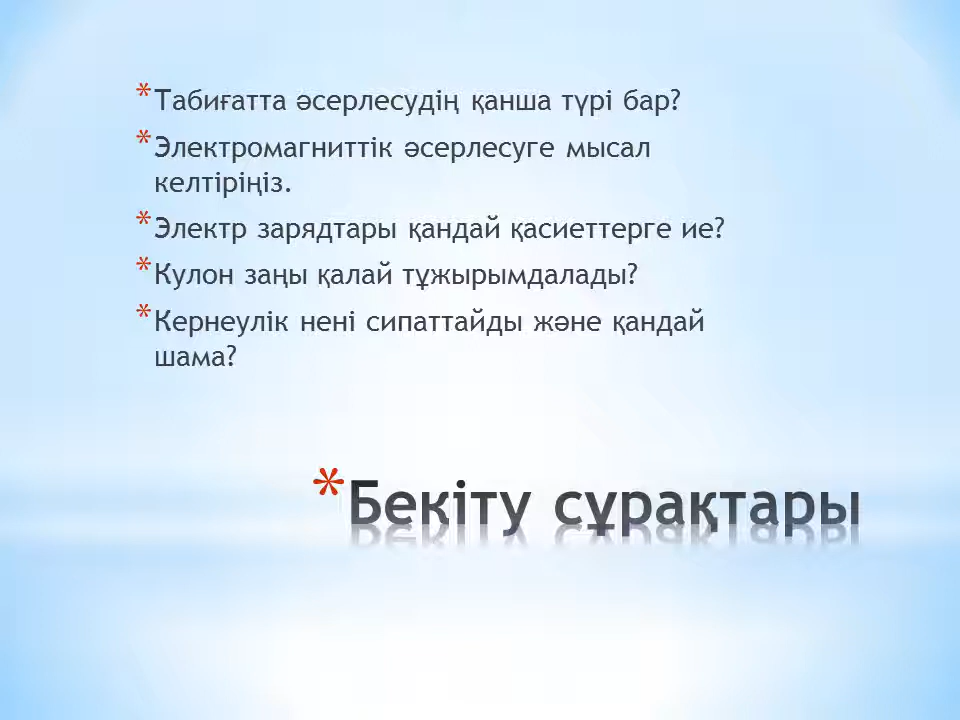 * Табиғатта әсерлесудің қанша түрі бар?
* Электромагниттік әсерлесуге мысал
келтіріңіз.
* Электр зарядтары қандай қасиеттерге ие?
* Кулон заңы қалай тұжырымдалады?
* Кернеулік нені сипаттайды және қандай
шама?
* Бекіту сұрақтары